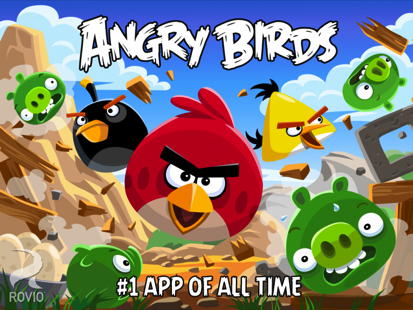 ANGRY BIRDS
#1 APP OF ALL TIME
ROVIO